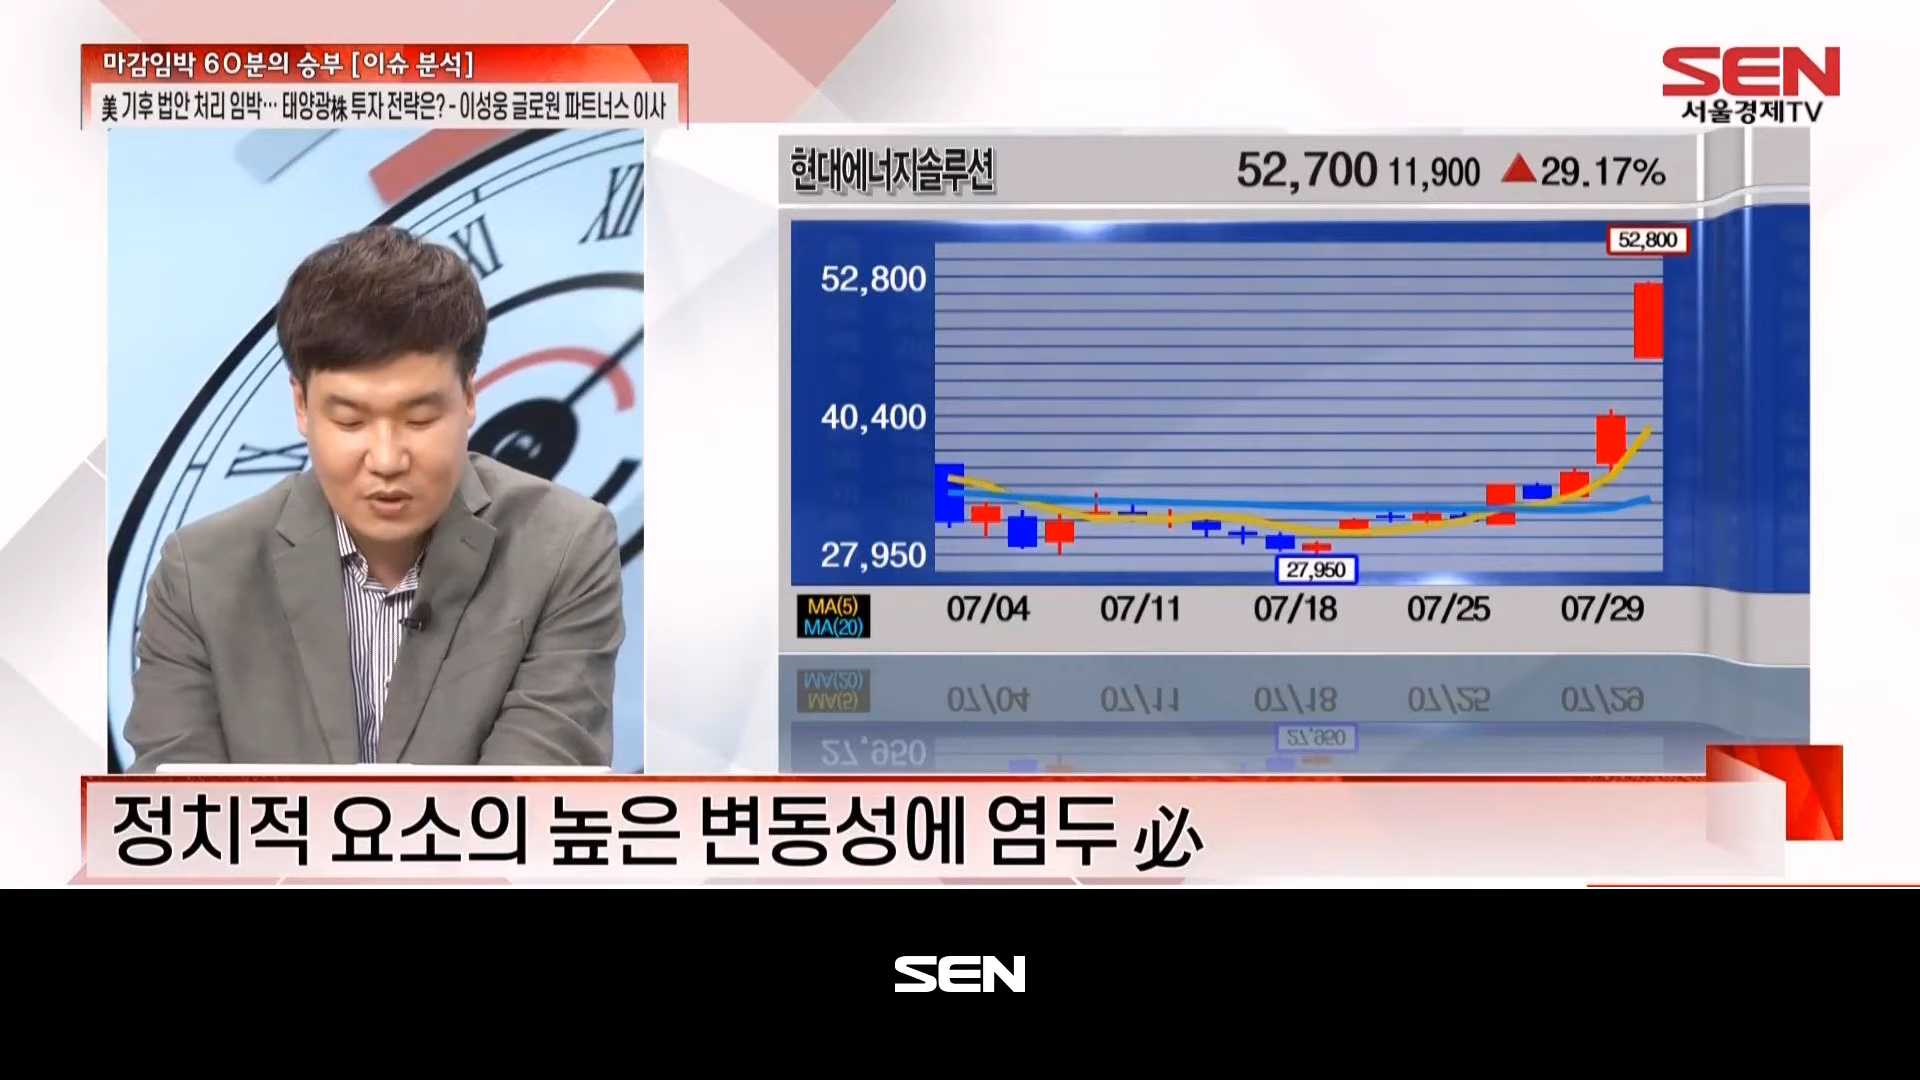 마감임박 60분의 승부 [이슈 분석]
美 기후 법안 처리 임박… 태양광株 투자 전략은? - 이성웅 글로원 파트너스 이사
SEN
서울경제TV
현대에너지솔루션 52,700 11,900 ▲29.17%
52,800
52,800
40,400
27,950
27,950
MA(5)
MA(20)
07/04 07/11 07/18 07/25 07/29
XI
XII
IX
정치적 요소의 높은 변동성에 염두 必
SEN